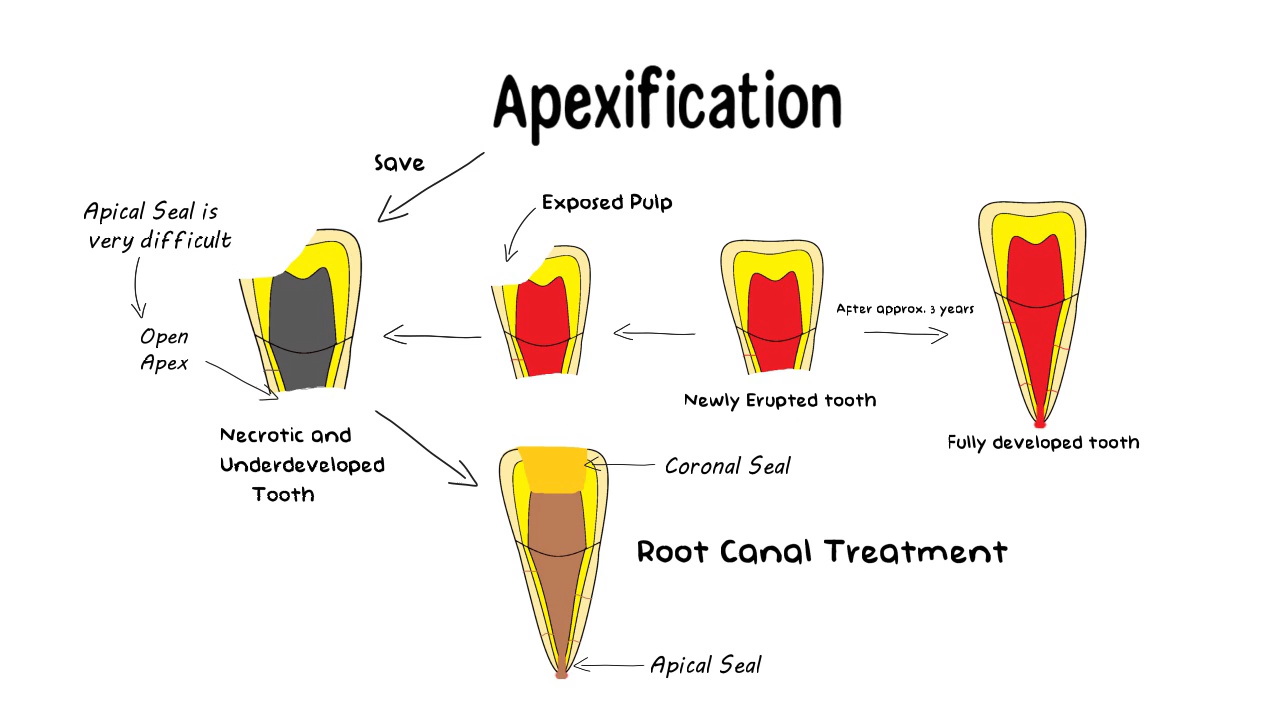 Apexification
Save
Apical Seal is
very difficult
Exposed Pulp
After approx. 3 years
Open
Apex
Newly Erupted tooth
Necrotic and
Underdeveloped
Tooth
Fully developed tooth
Coronal Seal
Root Canal Treatment
Apical Seal